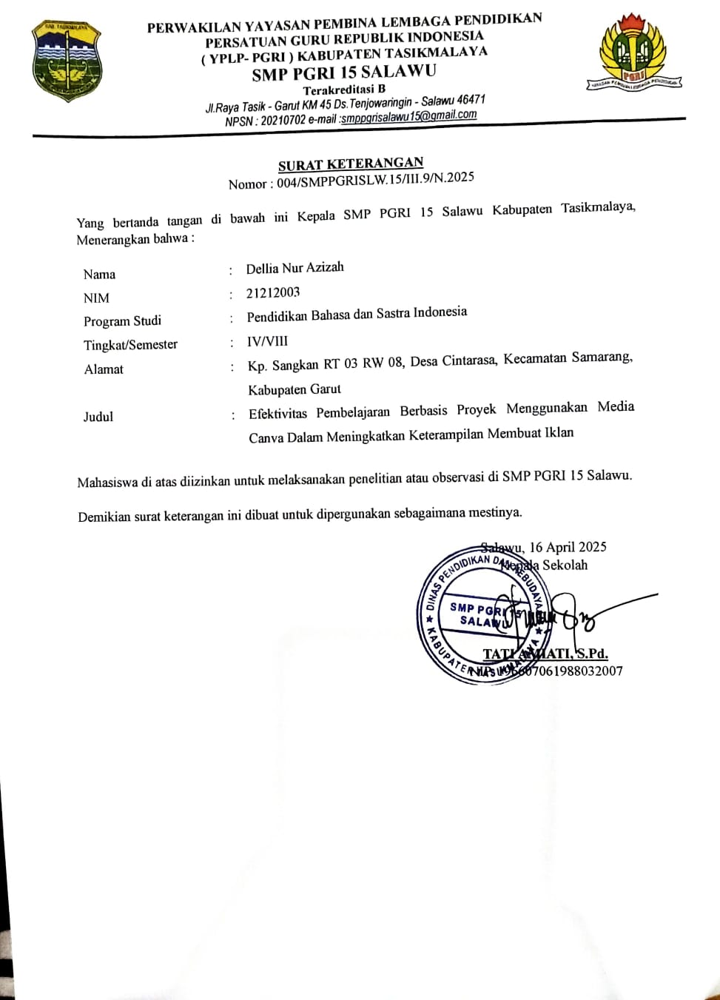 KAB. TASIKMALAYA
PERWAKILAN YAYASAN PEMBINA LEMBAGA PENDIDIKAN
PERSATUAN GURU REPUBLIK INDONESIA
( YPLP- PGRI ) KABUPATEN TASIKMALAYA
SMP PGRI 15 SALAWU
Terakreditasi B
Jl.Raya Tasik - Garut KM 45 Ds.Tenjowaringin - Salawu 46471
NPSN : 20210702 e-mail :smppgrisalawu15@gmail.com
PGRI
SURAT KETERANGAN
Nomor : 004/SMPPGRISLW.15/III.9/N.2025
Yang bertanda tangan di bawah ini Kepala SMP PGRI 15 Salawu Kabupaten Tasikmalaya,
Menerangkan bahwa :
Nama : Dellia Nur Azizah
NIM : 21212003
Program Studi : Pendidikan Bahasa dan Sastra Indonesia
Tingkat/Semester : IV/VIII
Alamat : Kp. Sangkan RT 03 RW 08, Desa Cintarasa, Kecamatan Samarang,
Kabupaten Garut
Judul : Efektivitas Pembelajaran Berbasis Proyek Menggunakan Media
Canva Dalam Meningkatkan Keterampilan Membuat Iklan
Mahasiswa di atas diizinkan untuk melaksanakan penelitian atau observasi di SMP PGRI 15 Salawu.
Demikian surat keterangan ini dibuat untuk dipergunakan sebagaimana mestinya.
Salawu, 16 April 2025
Kepala Sekolah
DINAS PENDIDIKAN DAN KEBUDAYAAN
SMP PGRI 15
SALAWU
KABUPATEN TASIKMALAYA
TATI , S.Pd.
NIP.196607061988032007